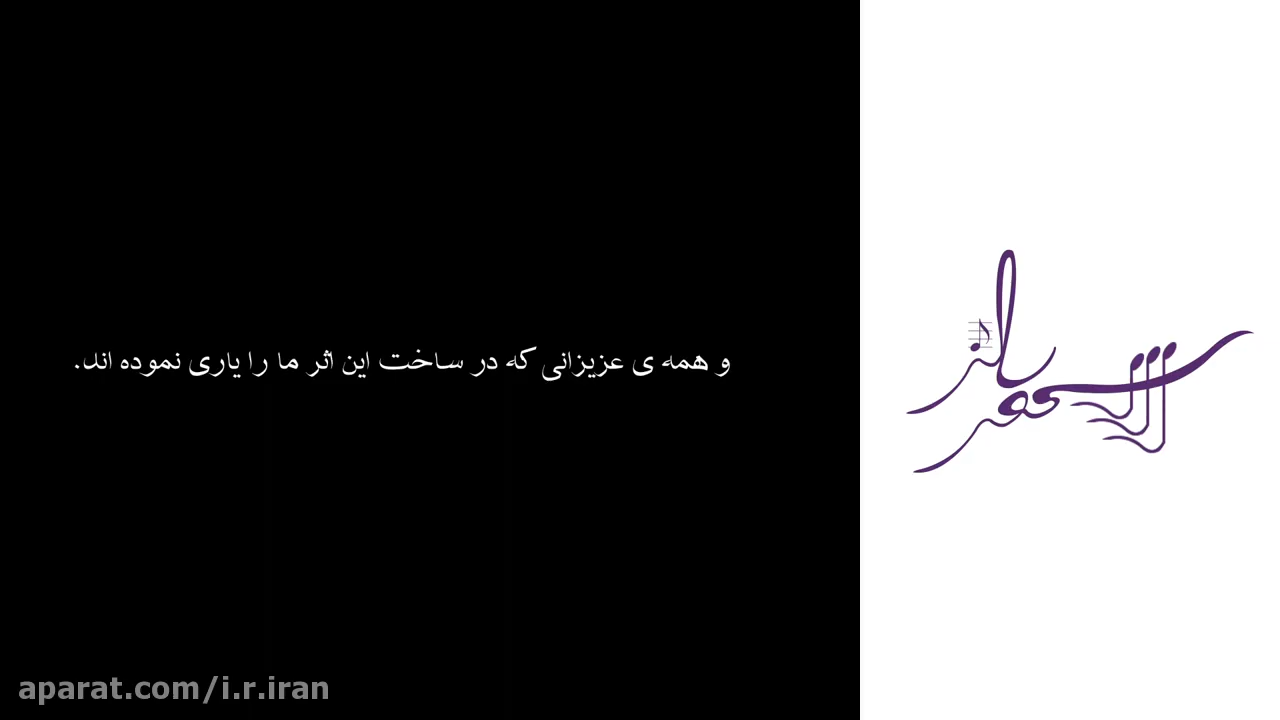 و همه ی عزیزانی که در ساخت این اثر ما را یاری نموده اند.
aparat.com/i.r.iran